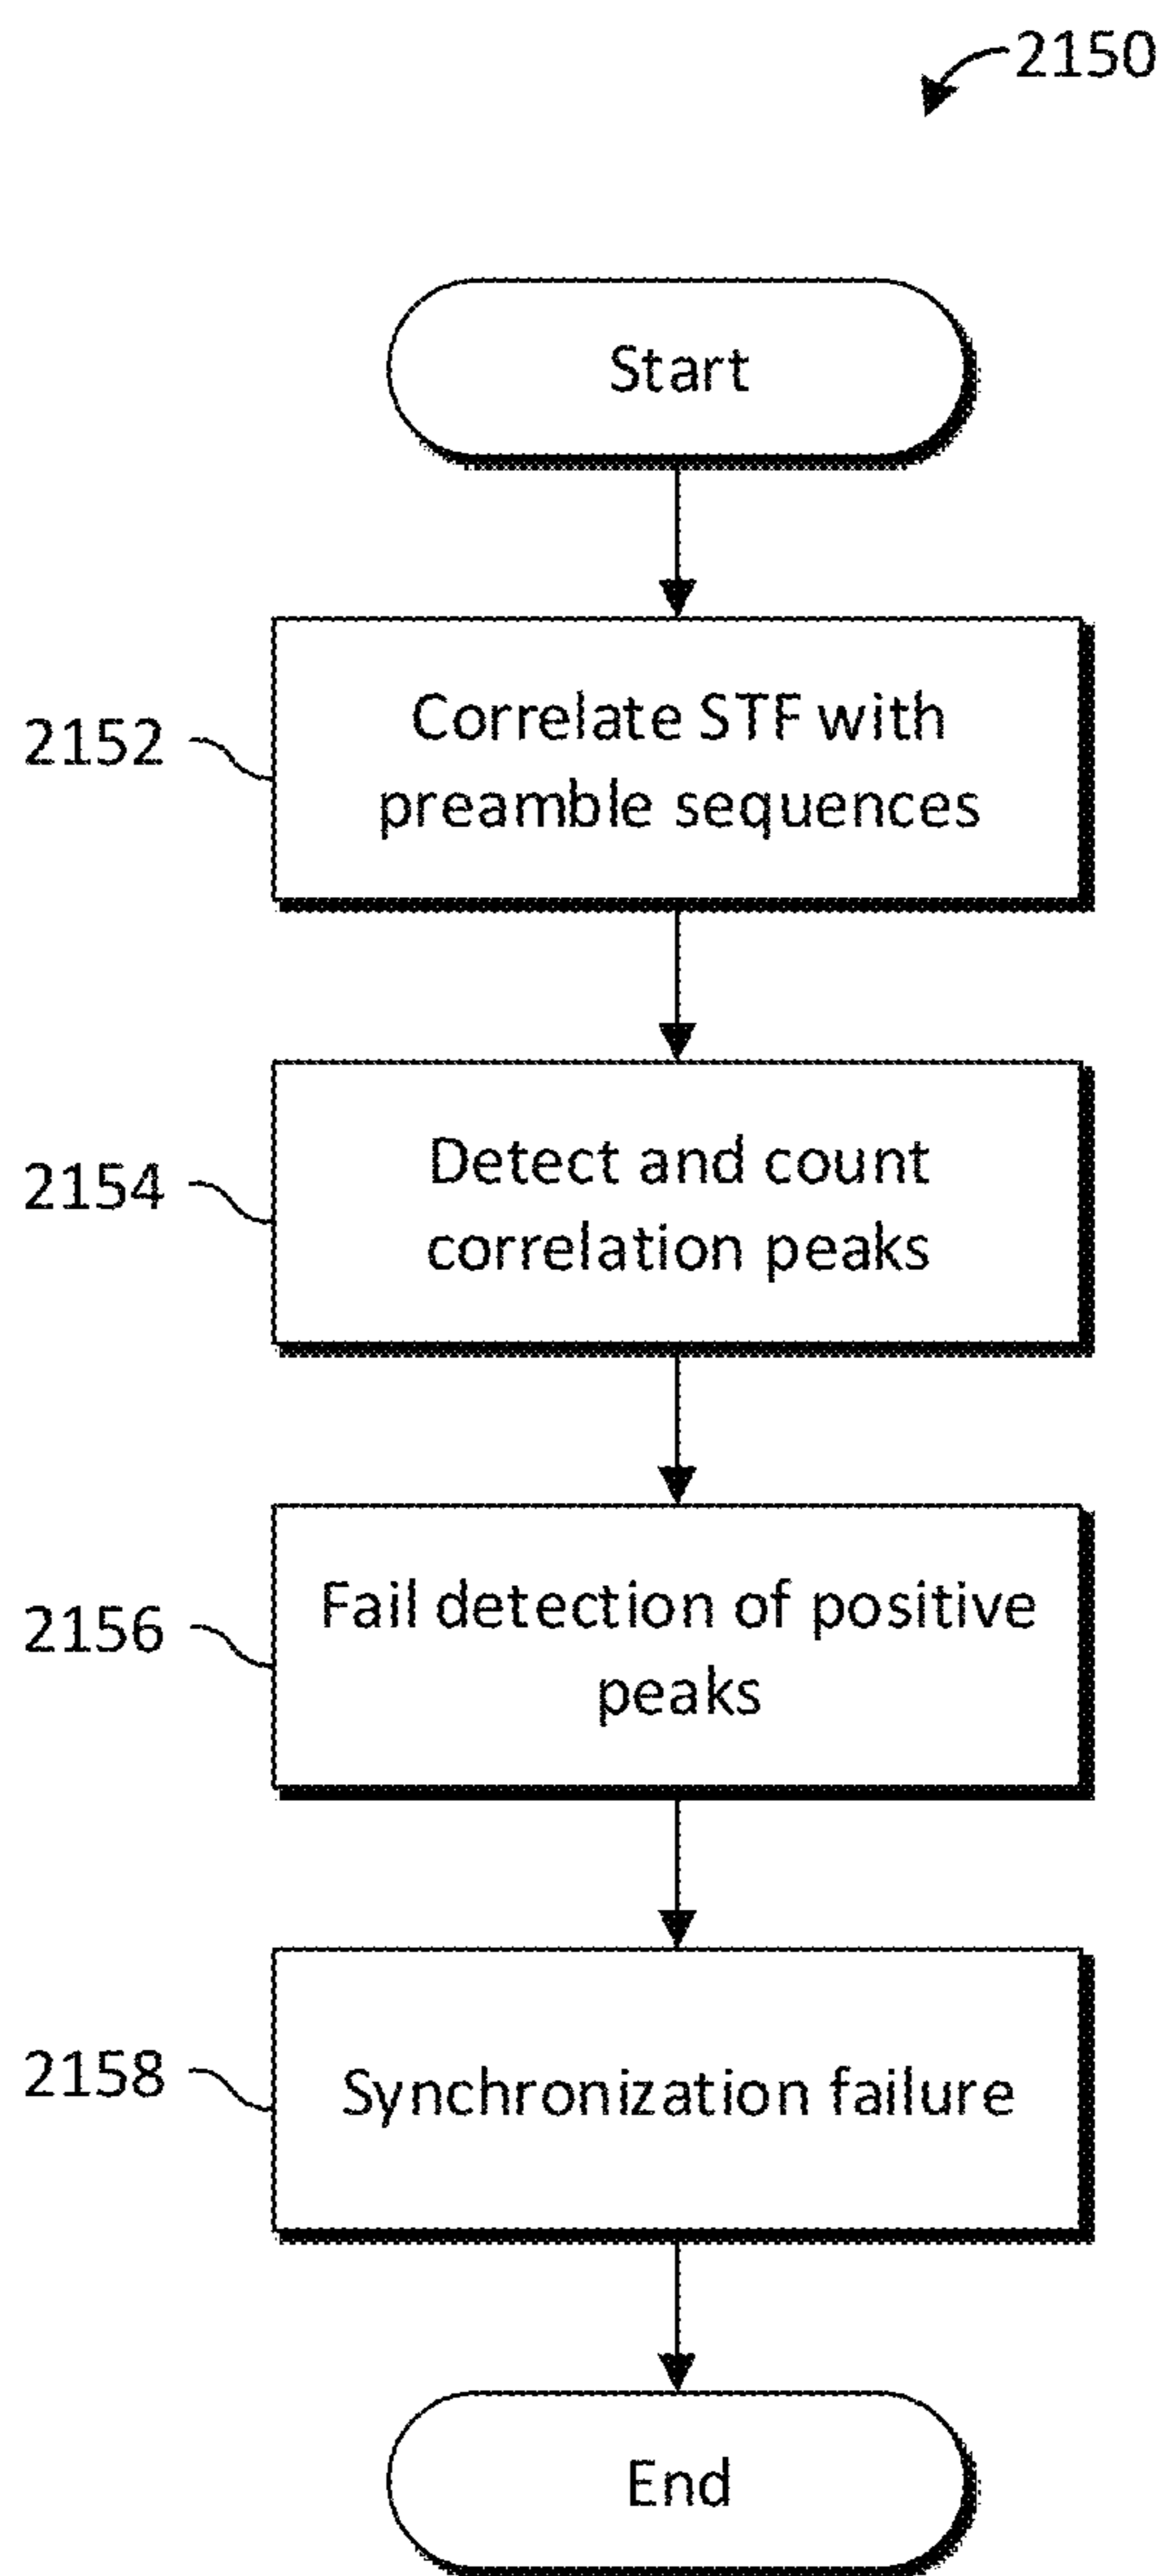 2150
Start
2152
Correlate STF with
preamble sequences
2154
Detect and count
correlation peaks
2156
Fail detection of positive
peaks
2158
Synchronization failure
End